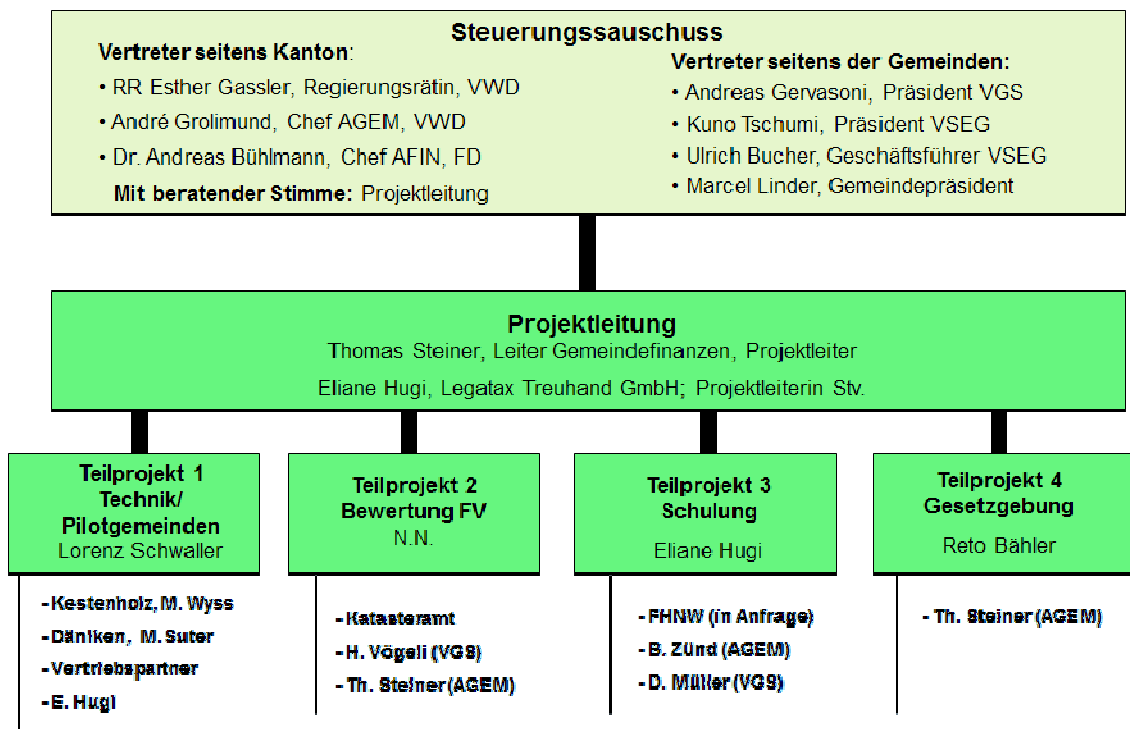 Steuerungssauschuss
Vertreter seitens Kanton:
• RR Esther Gassler, Regierungsrätin, VWD
• André Grolimund, Chef AGEM, VWD
• Dr. Andreas Bühlmann, Chef AFIN, FD
Mit beratender Stimme: Projektleitung
Vertreter seitens der Gemeinden:
• Andreas Gervasoni, Präsident VGS
• Kuno Tschumi, Präsident VSEG
• Ulrich Bucher, Geschäftsführer VSEG
• Marcel Linder, Gemeindepräsident
Projektleitung
Thomas Steiner, Leiter Gemeindefinanzen, Projektleiter
Eliane Hugi, Legatax Treuhand GmbH; Projektleiterin Stv.
Teilprojekt 1
Technik/
Pilotgemeinden
Lorenz Schwaller
- Kestenholz, M. Wyss
- Däniken, M. Suter
- Vertriebspartner
- E. Hugi
Teilprojekt 2
Bewertung FV
N.N.
- Katasteramt
- H. Vögeli (VGS)
- Th. Steiner (AGEM)
Teilprojekt 3
Schulung
Eliane Hugi
- FHNW (in Anfrage)
- B. Zünd (AGEM)
- D. Müller (VGS)
Teilprojekt 4
Gesetzgebung
Reto Bähler
- Th. Steiner (AGEM)